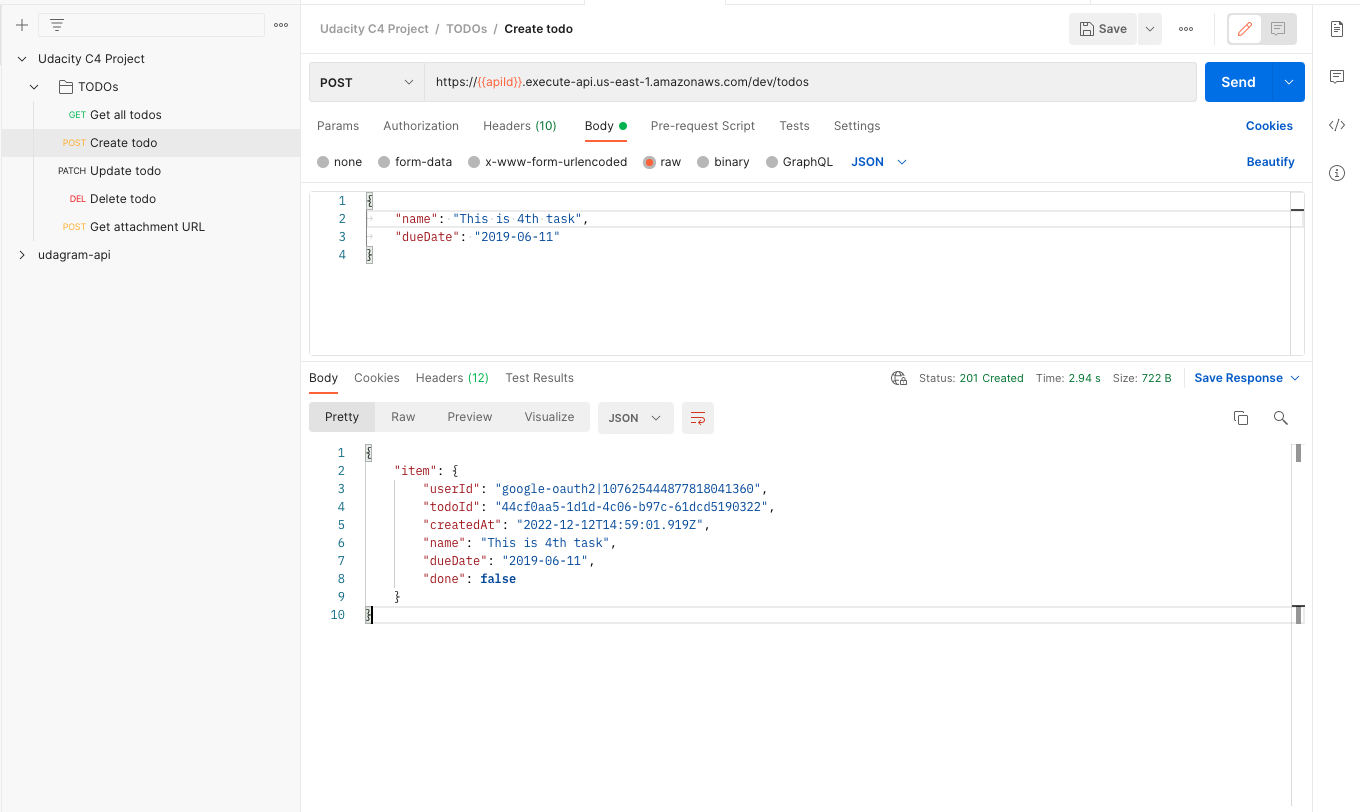 Udacity C4 Project / TODOs / Create todo
Save
Udacity C4 Project
TODOs
GET Get all todos
POST Create todo
PATCH Update todo
DEL Delete todo
POST Get attachment URL
udagram-api
POST https://{{apiId}}.execute-api.us-east-1.amazonaws.com/dev/todos
Send
Params Authorization Headers (10) Body Pre-request Script Tests Settings Cookies
none form-data x-www-form-urlencoded raw binary GraphQL JSON Beautify
1 {
2 "name": "This is 4th task",
3 "dueDate": "2019-06-11"
4 }
Body Cookies Headers (12) Test Results Status: 201 Created Time: 2.94 s Size: 722 B Save Response
Pretty Raw Preview Visualize JSON
1 {
2 "item": {
3 "userId": "google-oauth2|107625444877818041360",
4 "todoId": "44cf0aa5-1d1d-4c06-b97c-61dcd5190322",
5 "createdAt": "2022-12-12T14:59:01.919Z",
6 "name": "This is 4th task",
7 "dueDate": "2019-06-11",
8 "done": false
9 }
10 }